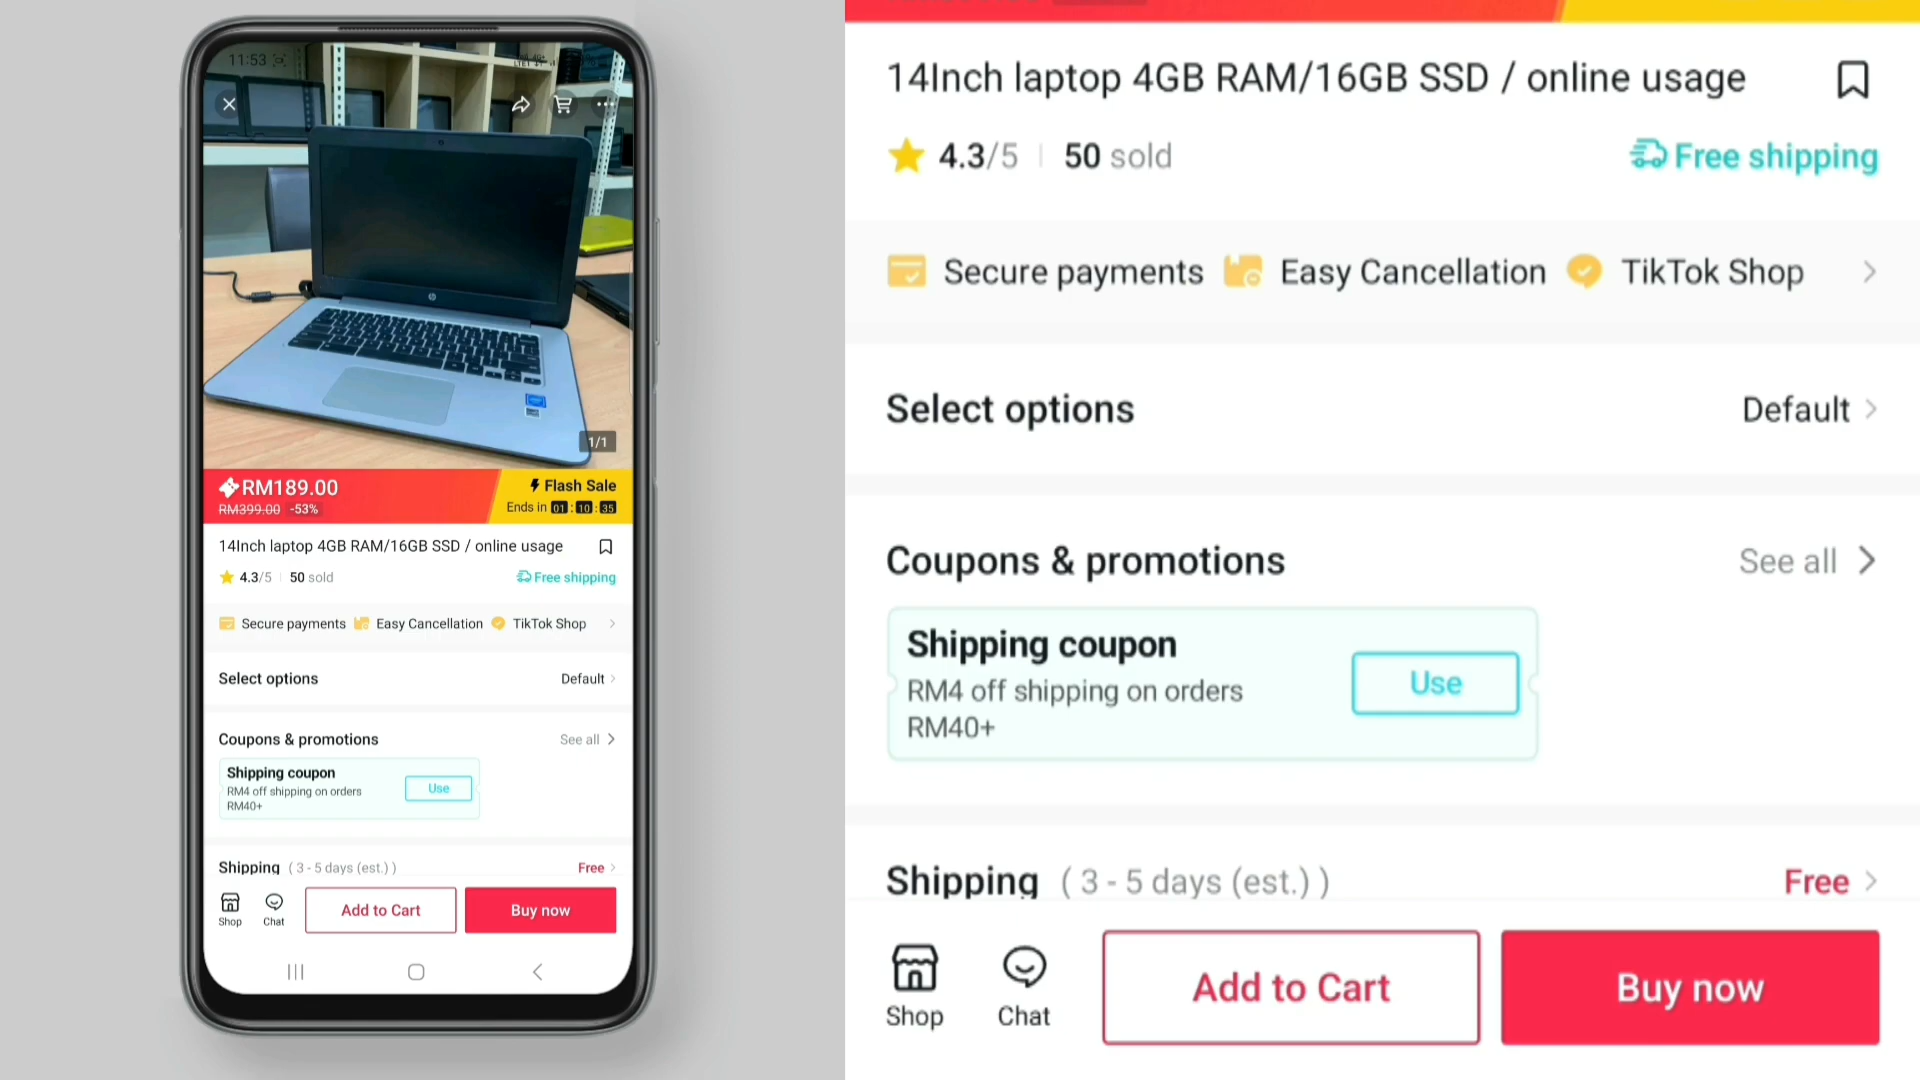 11:53
1/1
RM189.00
RM399.00 -53%
Flash Sale
Ends in 01 : 10 : 35
14Inch laptop 4GB RAM/16GB SSD / online usage
4.3/5 50 sold
Free shipping
Secure payments Easy Cancellation TikTok Shop
Select options Default
Coupons & promotions See all
Shipping coupon
RM4 off shipping on orders
RM40+
Use
Shipping ( 3 - 5 days (est.) ) Free
Shop Chat Add to Cart Buy now
14Inch laptop 4GB RAM/16GB SSD / online usage
4.3/5 50 sold
Free shipping
Secure payments Easy Cancellation TikTok Shop
Select options Default
Coupons & promotions See all
Shipping coupon
RM4 off shipping on orders
RM40+
Use
Shipping ( 3 - 5 days (est.) ) Free
Shop Chat Add to Cart Buy now